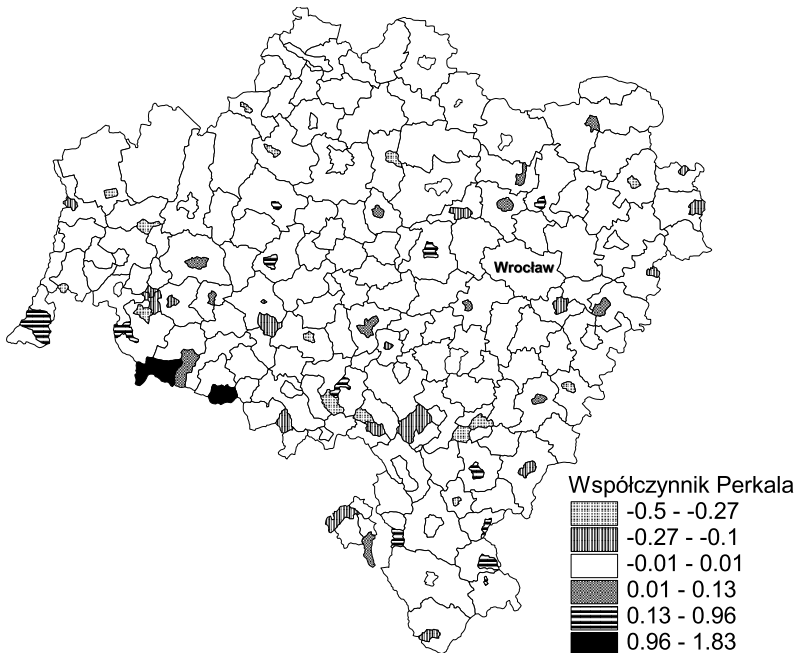 Wrocław
Współczynnik Perkala
-0.5 - -0.27
-0.27 - -0.1
-0.01 - 0.01
0.01 - 0.13
0.13 - 0.96
0.96 - 1.83